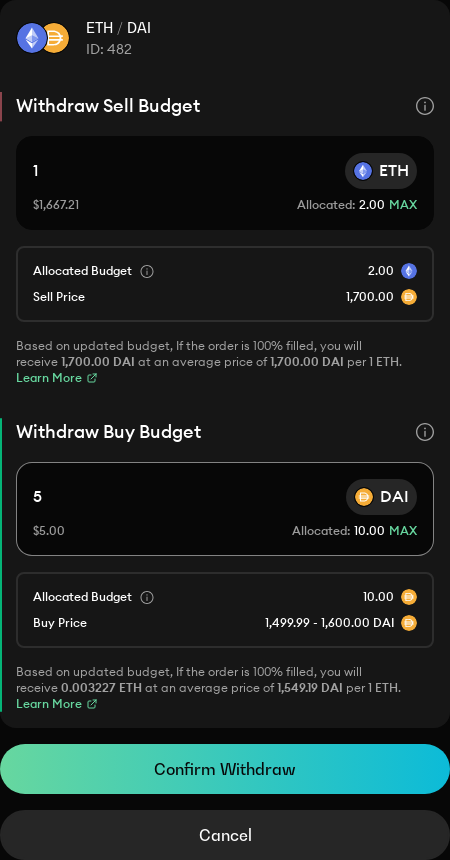 ETH / DAI
ID: 482
Withdraw Sell Budget
1 ETH
$1,667.21 Allocated: 2.00 MAX
Allocated Budget 2.00
Sell Price 1,700.00
Based on updated budget, If the order is 100% filled, you will
receive 1,700.00 DAI at an average price of 1,700.00 DAI per 1 ETH.
Learn More
Withdraw Buy Budget
5 DAI
$5.00 Allocated: 10.00 MAX
Allocated Budget 10.00
Buy Price 1,499.99 - 1,600.00 DAI
Based on updated budget, If the order is 100% filled, you will
receive 0.003227 ETH at an average price of 1,549.19 DAI per 1 ETH.
Learn More
Confirm Withdraw
Cancel